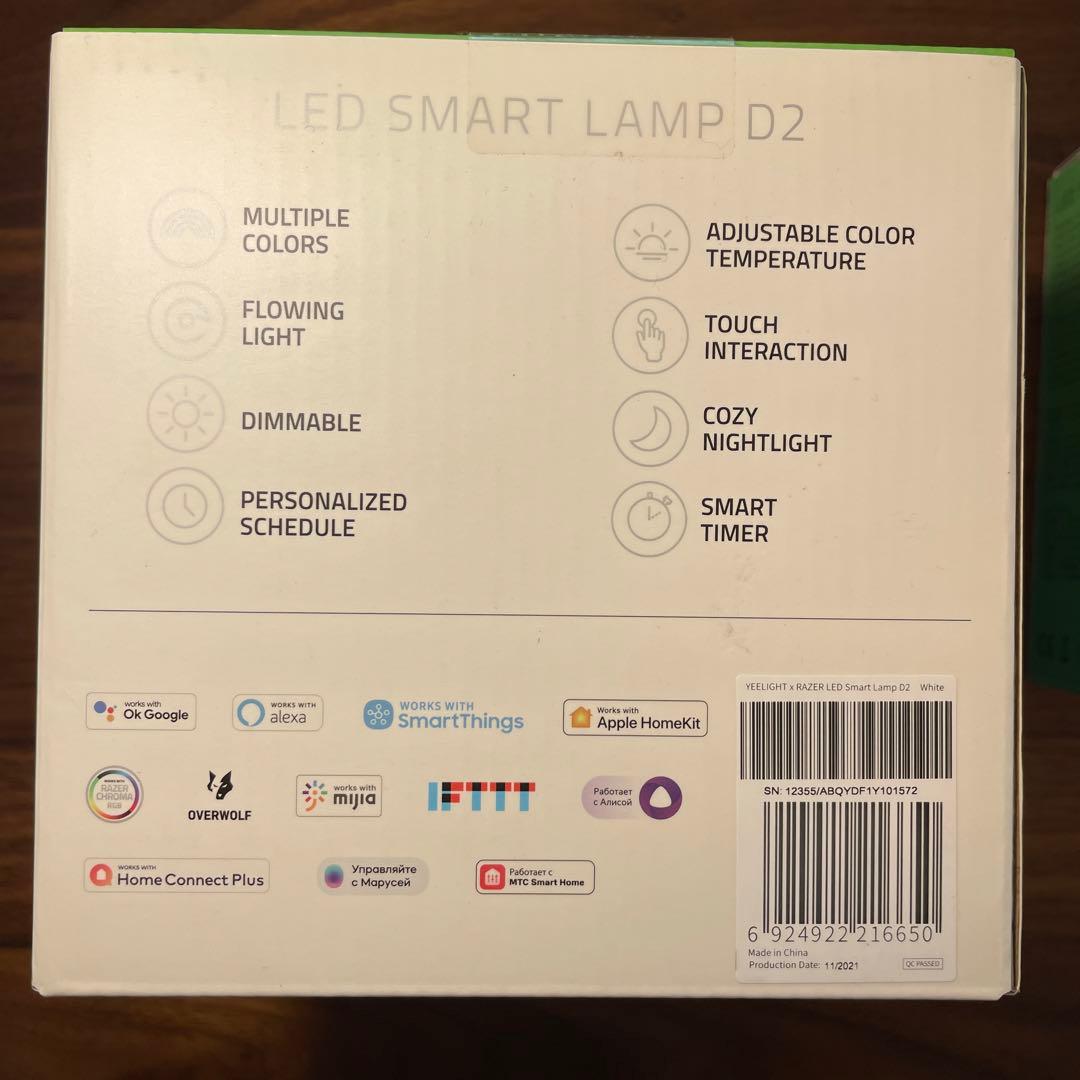 LED SMART LAMP D2
MULTIPLE
COLORS
FLOWING
LIGHT
DIMMABLE
PERSONALIZED
SCHEDULE
ADJUSTABLE COLOR
TEMPERATURE
TOUCH
INTERACTION
COZY
NIGHTLIGHT
SMART
TIMER
works with
Ok Google
WORKS WITH
alexa
WORKS WITH
SmartThings
Works with
Apple HomeKit
WORKS WITH
RAZER
CHROMA
RGB
OVERWOLF
works with
mijia
IFTTT
Работает
с Алисой
WORKS WITH
Home Connect Plus
Управляйте
с Марусей
Работает с
МТС Smart Home
YEELIGHT x RAZER LED Smart Lamp D2 White
SN: 12355/ABQYDF1Y101572
6 924922 216650
Made in China
Production Date: 11/2021
QC PASSED